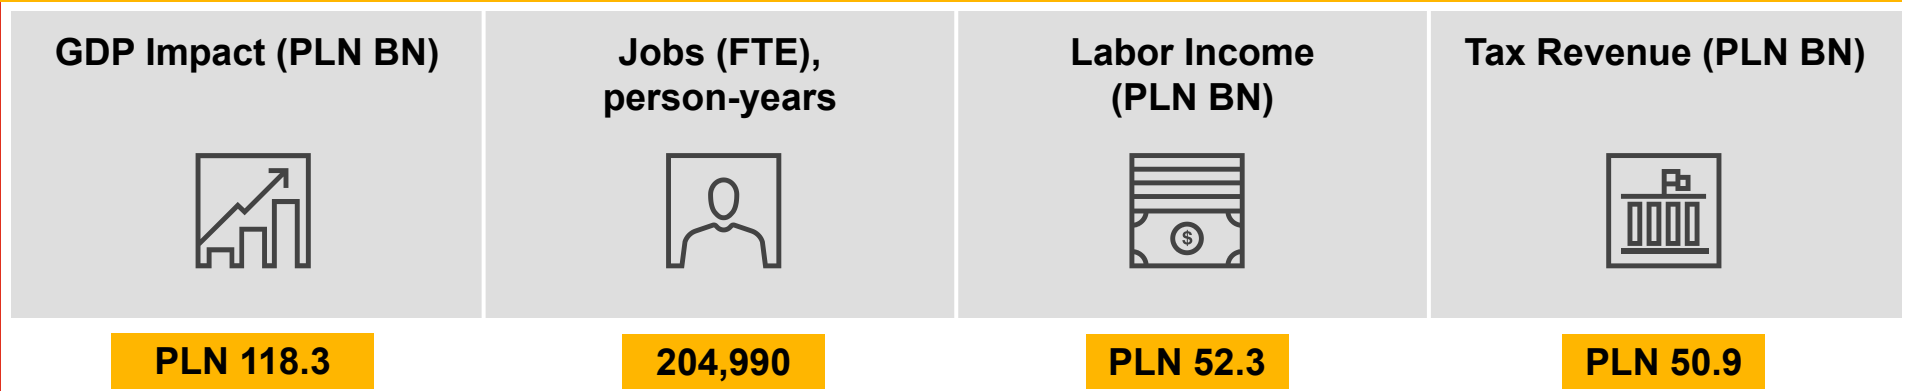 GDP Impact (PLN BN)
Jobs (FTE),
person-years
Labor Income
(PLN BN)
Tax Revenue (PLN BN)
$
PLN 118.3
204,990
PLN 52.3
PLN 50.9